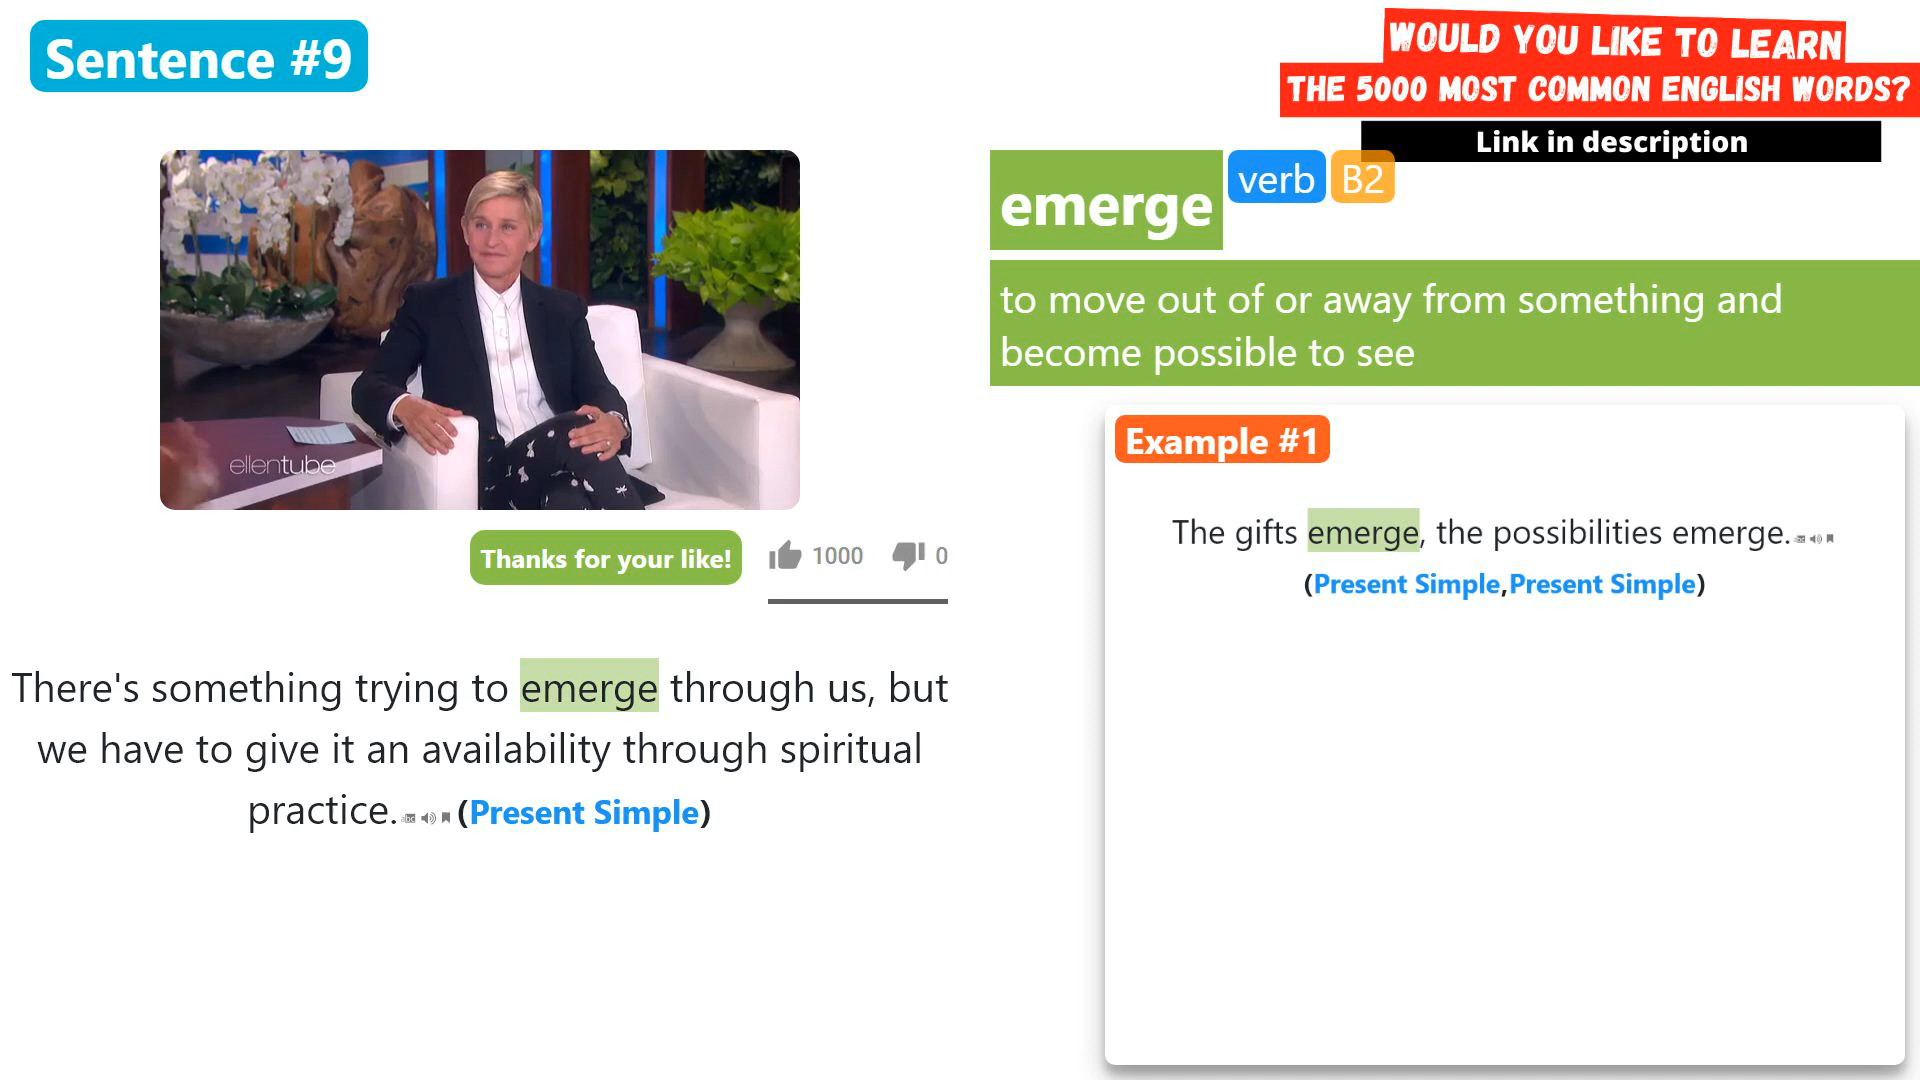 Sentence #9
WOULD YOU LIKE TO LEARN
THE 5000 MOST COMMON ENGLISH WORDS?
Link in description
ellentube
Thanks for your like!
1000
0
There's something trying to emerge through us, but
we have to give it an availability through spiritual
practice. (Present Simple)
emerge
verb
B2
to move out of or away from something and
become possible to see
Example #1
The gifts emerge, the possibilities emerge.
(Present Simple,Present Simple)